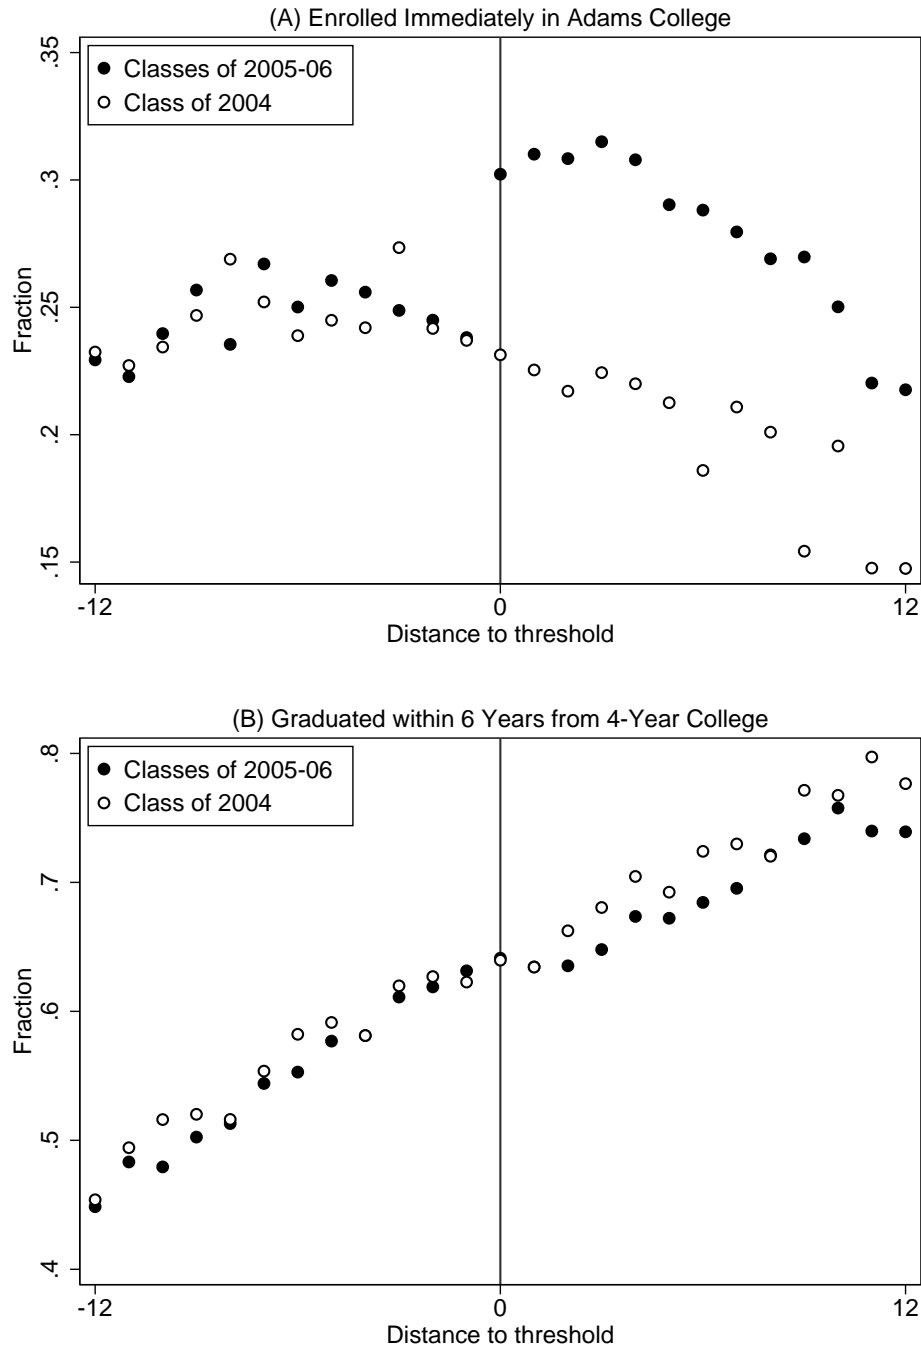 (A) Enrolled Immediately in Adams College
Classes of 2005-06
Class of 2004
.35
.3
.25
.2
.15
Fraction
-12 0 12
Distance to threshold
(B) Graduated within 6 Years from 4-Year College
Classes of 2005-06
Class of 2004
.8
.7
.6
.5
.4
Fraction
-12 0 12
Distance to threshold